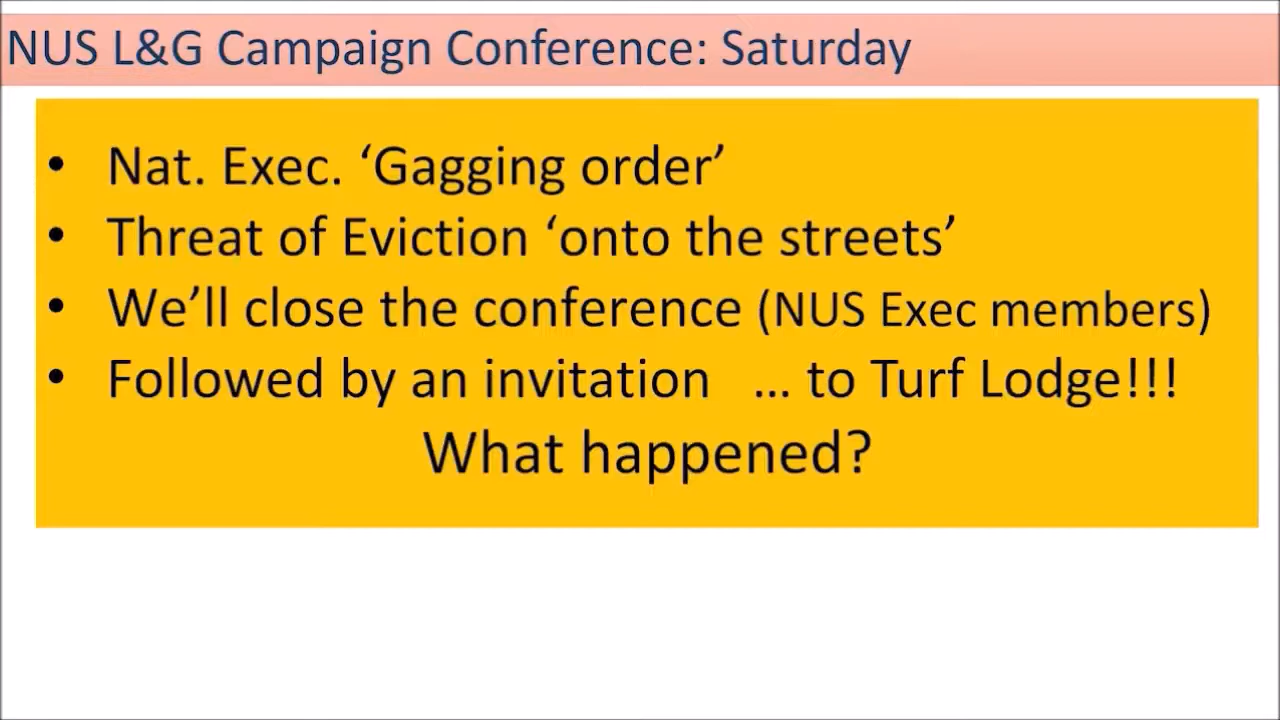 NUS L&G Campaign Conference: Saturday
• Nat. Exec. ‘Gagging order’
• Threat of Eviction ‘onto the streets’
• We’ll close the conference (NUS Exec members)
• Followed by an invitation … to Turf Lodge!!!
What happened?